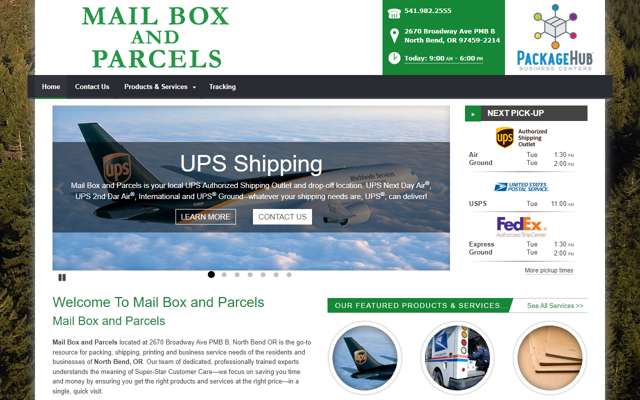 MAIL BOX
AND
PARCELS
541.982.2555
2670 Broadway Ave PMB B
North Bend, OR 97459-2214
Today: 9:00 AM - 6:00 PM
PACKAGEHUB
BUSINESS CENTERS
Home
Contact Us
Products & Services
Tracking
UPS Shipping
Mail Box and Parcels is your local UPS Authorized Shipping Outlet and drop-off location. UPS Next Day Air®,
UPS 2nd Dar Air®, International and UPS® Ground--whatever your shipping needs are, UPS®, can deliver!
LEARN MORE
CONTACT US
ups
Worldwide Services
NEXT PICK-UP
ups
Authorized
Shipping
Outlet
Air Tue 1:30 PM
Ground Tue 2:00 PM
UNITED STATES
POSTAL SERVICE
USPS Tue 11:00 AM
FedEx
Authorized ShipCenter
Express Tue 1:30 PM
Ground Tue 2:00 PM
More pickup times
Welcome To Mail Box and Parcels
Mail Box and Parcels
Mail Box and Parcels located at 2670 Broadway Ave PMB B, North Bend OR is the go-to
resource for packing, shipping, printing and business service needs of the residents and
businesses of North Bend, OR. Our team of dedicated, professionally trained experts
understands the meaning of Super-Star Customer Care—we focus on saving you time
and money by ensuring you get the right products and services at the right price—in a
single, quick visit.
OUR FEATURED PRODUCTS & SERVICES...
See All Services >>